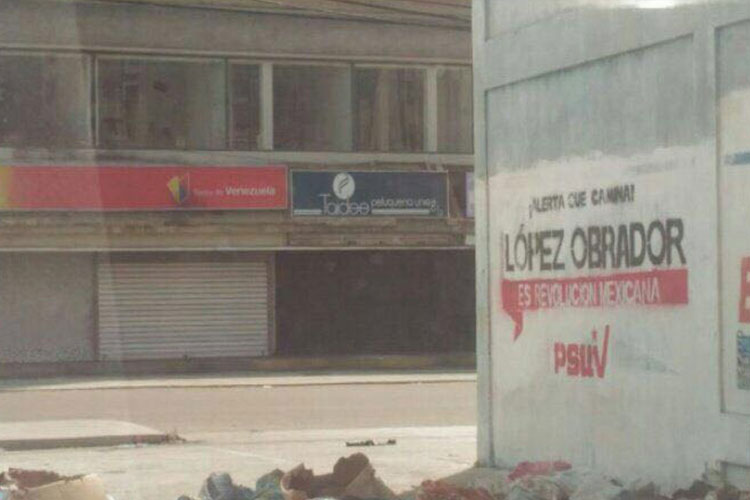 Banco de Venezuela
Taidee peluquería unisex
¡ALERTA QUE CAMINA!
LÓPEZ OBRADOR
ES REVOLUCIÓN MEXICANA
PSUV